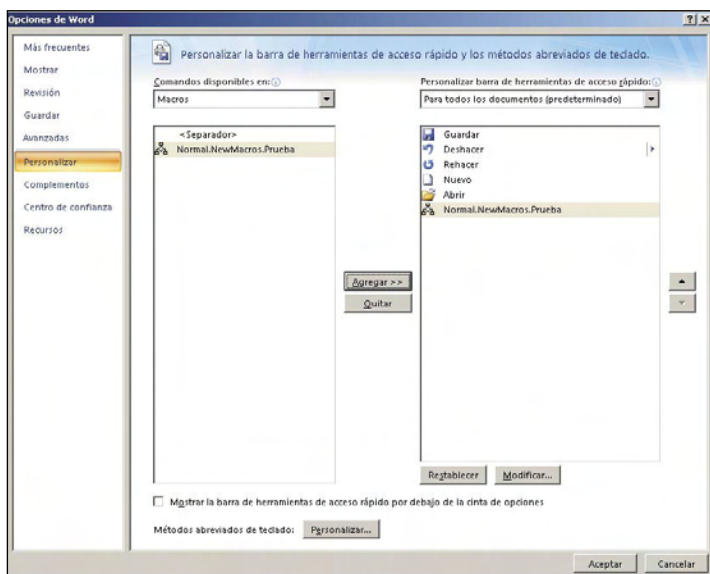 Opciones de Word
Más frecuentes
Mostrar
Revisión
Guardar
Avanzadas
Personalizar
Complementos
Centro de confianza
Recursos
Personalizar la barra de herramientas de acceso rápido y los métodos abreviados de teclado.
Comandos disponibles en:
Macros
<Separador>
Normal.NewMacros.Prueba
Agregar >>
Quitar
Personalizar barra de herramientas de acceso rápido:
Para todos los documentos (predeterminado)
Guardar
Deshacer
Rehacer
Nuevo
Abrir
Normal.NewMacros.Prueba
Restablecer
Modificar...
Mostrar la barra de herramientas de acceso rápido por debajo de la cinta de opciones
Métodos abreviados de teclado:
Personalizar...
Aceptar
Cancelar